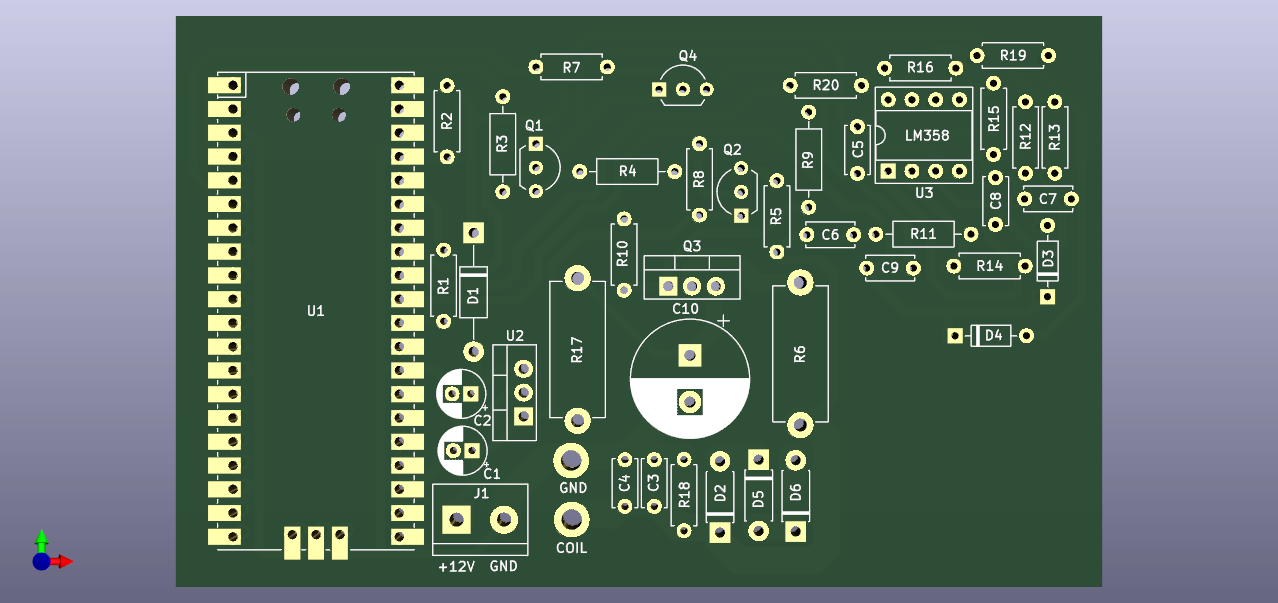 R19
Q4
R7
R16
R20
R2
Q1
R15
R12
R13
LM358
R3
C5
Q2
R9
R4
R8
U3
C8
C7
R5
R10
C6
R11
Q3
D3
C9
R14
R1
D1
C10
U1
U2
D4
R17
R6
C2
C1
GND
J1
C4
C3
R18
D2
D5
D6
COIL
+12V GND